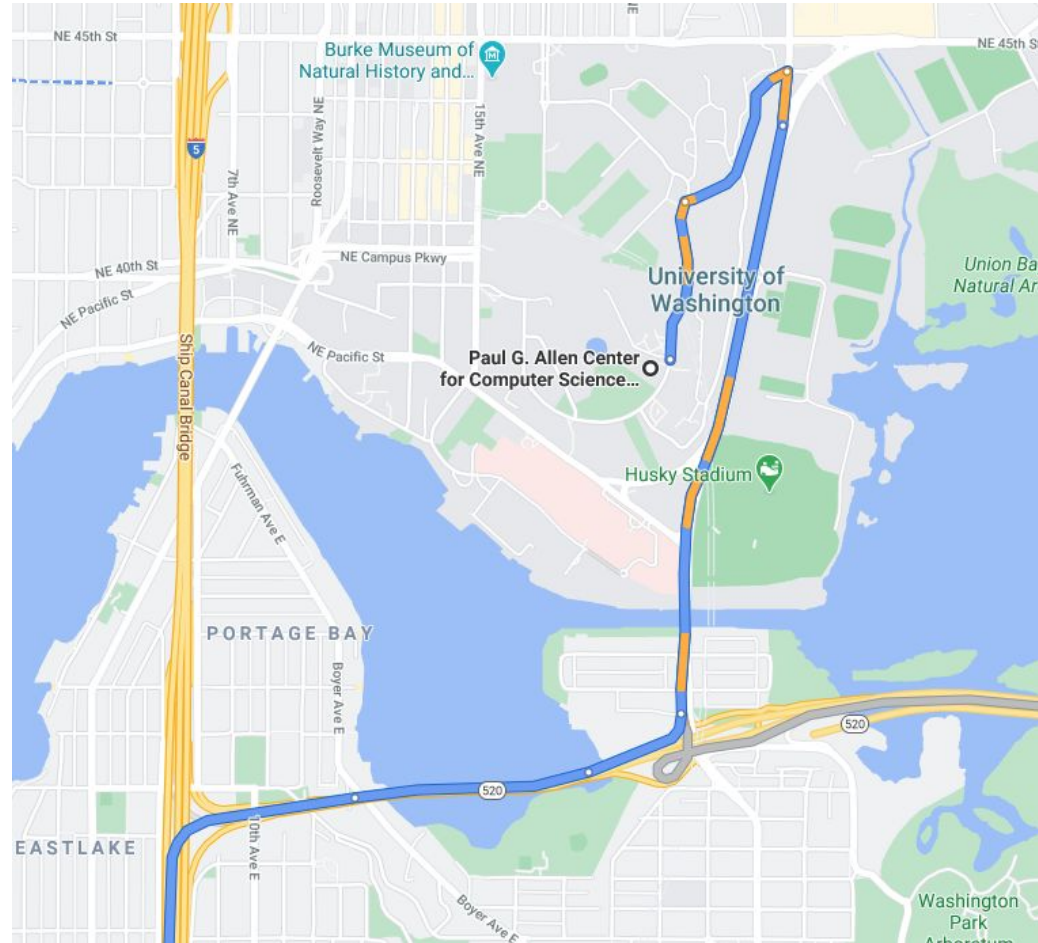 NE 45th St
NE 45th S
Burke Museum of
Natural History and...
5
7th Ave NE
Roosevelt Way NE
15th Ave NE
NE 40th St
NE Campus Pkwy
NE Pacific St
NE Pacific St
University of
Washington
Union Ba
Natural Ar
Ship Canal Bridge
Paul G. Allen Center
for Computer Science...
Husky Stadium
Fuhrman Ave E
PORTAGE BAY
Boyer Ave E
520
520
EASTLAKE
10th Ave E
Boyer Ave E
Washington
Park
Arboretum